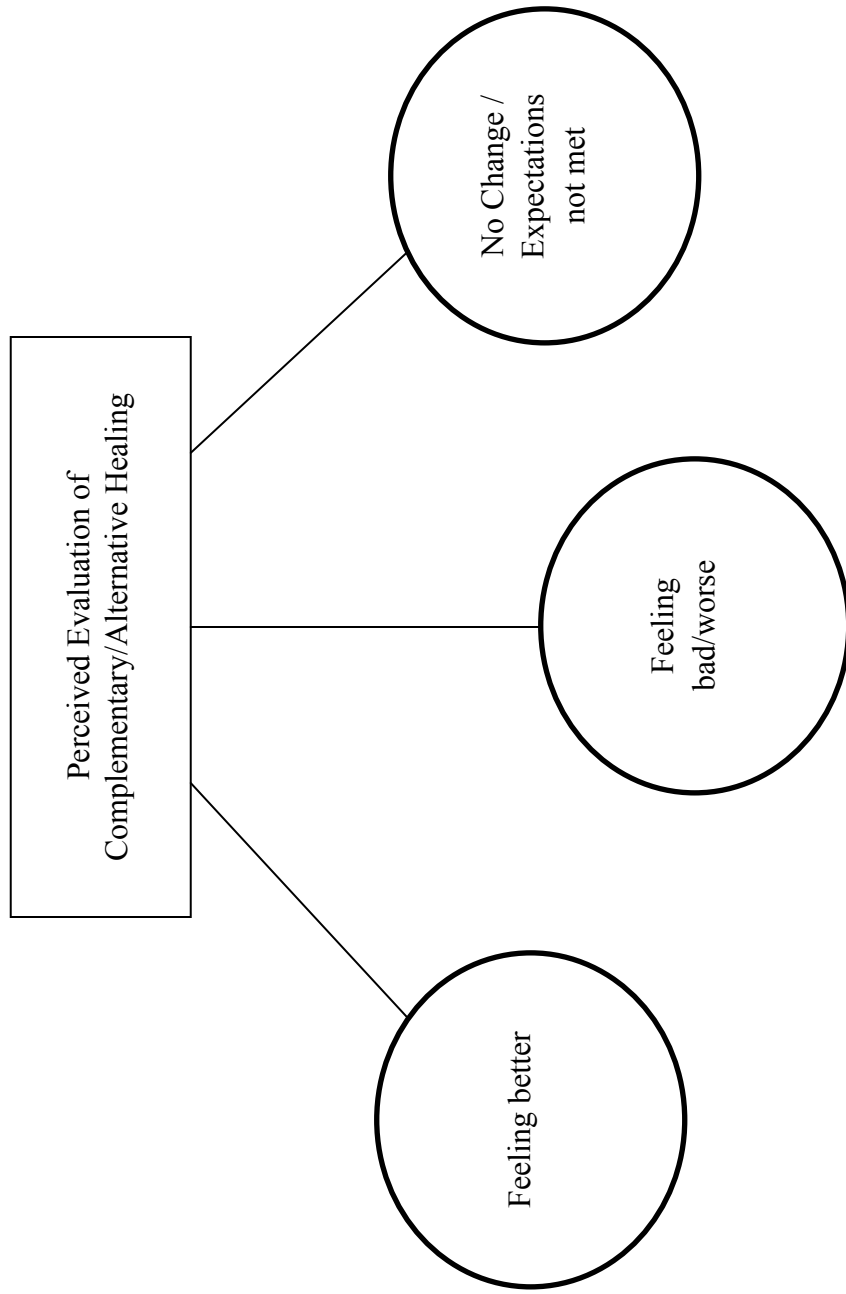 Perceived Evaluation of
Complementary/Alternative Healing
Feeling better
Feeling
bad/worse
No Change /
Expectations
not met